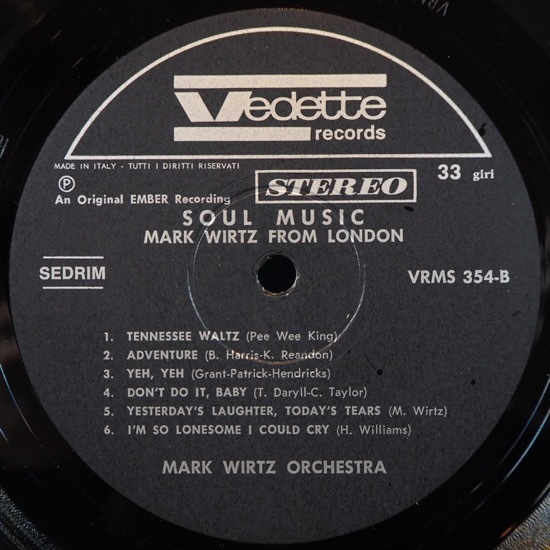 Vedette
records
MADE IN ITALY - TUTTI I DIRITTI RISERVATI
P
An Original EMBER Recording
STEREO
33 giri
SOUL MUSIC
MARK WIRTZ FROM LONDON
SEDRIM
VRMS 354-B
1. TENNESSEE WALTZ (Pee Wee King)
2. ADVENTURE (B. Harris-K. Reandon)
3. YEH, YEH (Grant-Patrick-Hendricks)
4. DON'T DO IT, BABY (T. Daryll-C. Taylor)
5. YESTERDAY'S LAUGHTER, TODAY'S TEARS (M. Wirtz)
6. I'M SO LONESOME I COULD CRY (H. Williams)
MARK WIRTZ ORCHESTRA